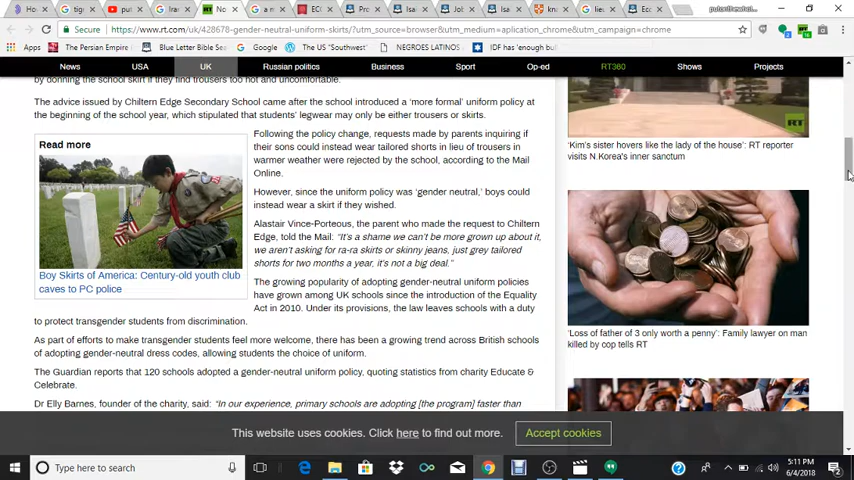 Secure https://www.rt.com/uk/428678-gender-neutral-uniform-skirts/?utm_source=browser&utm_medium=aplication_chrome&utm_campaign=chrome
Apps The Persian Empire Blue Letter Bible Sea Google The US "Southwest" NEGROES LATINOS IDF has 'enough bul
News USA UK Russian politics Business Sport Op-ed RT360 Shows Projects
by donning the school skirt if they find trousers too hot and uncomfortable.
The advice issued by Chiltern Edge Secondary School came after the school introduced a 'more formal' uniform policy at
the beginning of the school year, which stipulated that students' legwear may only be either trousers or skirts.
Read more
Boy Skirts of America: Century-old youth club
caves to PC police
Following the policy change, requests made by parents inquiring if
their sons could instead wear tailored shorts in lieu of trousers in
warmer weather were rejected by the school, according to the Mail
Online.
However, since the uniform policy was 'gender neutral,' boys could
instead wear a skirt if they wished.
Alastair Vince-Porteous, the parent who made the request to Chiltern
Edge, told the Mail: "It's a shame we can't be more grown up about it,
we aren't asking for ra-ra skirts or skinny jeans, just grey tailored
shorts for two months a year, it's not a big deal."
The growing popularity of adopting gender-neutral uniform policies
have grown among UK schools since the introduction of the Equality
Act in 2010. Under its provisions, the law leaves schools with a duty
to protect transgender students from discrimination.
As part of efforts to make transgender students feel more welcome, there has been a growing trend across British schools
of adopting gender-neutral dress codes, allowing students the choice of uniform.
The Guardian reports that 120 schools adopted a gender-neutral uniform policy, quoting statistics from charity Educate &
Celebrate.
Dr Elly Barnes, founder of the charity, said: "In our experience, primary schools are adopting [the program] faster than
RT
'Kim's sister hovers like the lady of the house': RT reporter
visits N.Korea's inner sanctum
'Loss of father of 3 only worth a penny': Family lawyer on man
killed by cop tells RT
This website uses cookies. Click here to find out more. Accept cookies
Type here to search
5:11 PM
6/4/2018